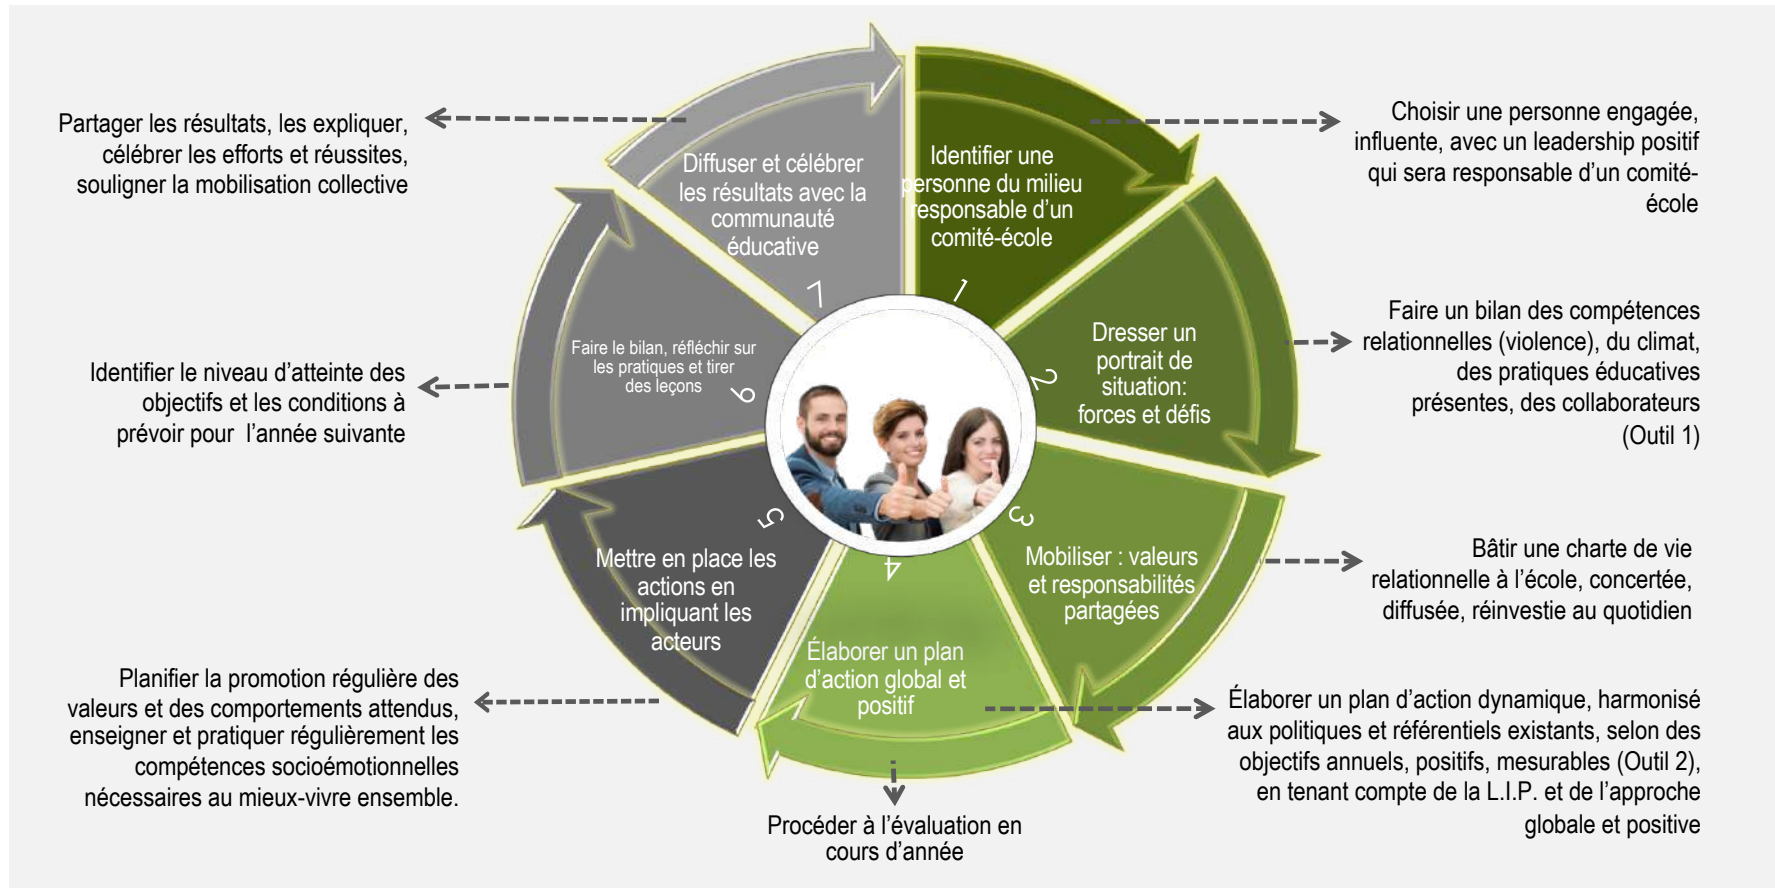 Identifier une
personne du milieu
responsable d’un
comité-école
1
Choisir une personne engagée,
influente, avec un leadership positif
qui sera responsable d’un comité-
école
Dresser un
portrait de
situation:
forces et défis
2
Faire un bilan des compétences
relationnelles (violence), du climat,
des pratiques éducatives
présentes, des collaborateurs
(Outil 1)
3
Mobiliser : valeurs
et responsabilités
partagées
Bâtir une charte de vie
relationnelle à l’école, concertée,
diffusée, réinvestie au quotidien
4
Élaborer un plan
d’action global et
positif
Élaborer un plan d’action dynamique, harmonisé
aux politiques et référentiels existants, selon des
objectifs annuels, positifs, mesurables (Outil 2),
en tenant compte de la L.I.P. et de l’approche
globale et positive
Procéder à l’évaluation en
cours d’année
5
Mettre en place les
actions en
impliquant les
acteurs
Planifier la promotion régulière des
valeurs et des comportements attendus,
enseigner et pratiquer régulièrement les
compétences socioémotionnelles
nécessaires au mieux-vivre ensemble.
Faire le bilan, réfléchir sur
les pratiques et tirer
des leçons
6
Identifier le niveau d’atteinte des
objectifs et les conditions à
prévoir pour l’année suivante
Diffuser et célébrer
les résultats avec la
communauté
éducative
7
Partager les résultats, les expliquer,
célébrer les efforts et réussites,
souligner la mobilisation collective